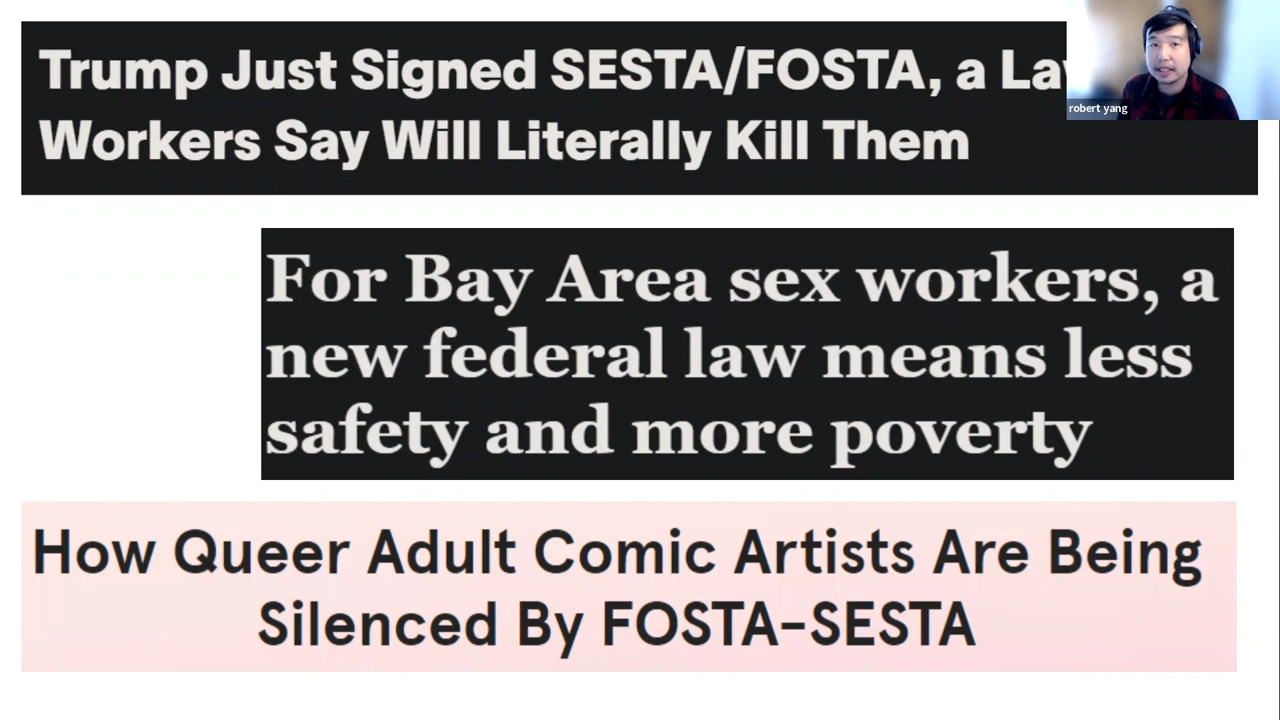 Trump Just Signed SESTA/FOSTA, a
Workers Say Will Literally Kill Them
robert yang
For Bay Area sex workers, a
new federal law means less
safety and more poverty
How Queer Adult Comic Artists Are Being
Silenced By FOSTA-SESTA